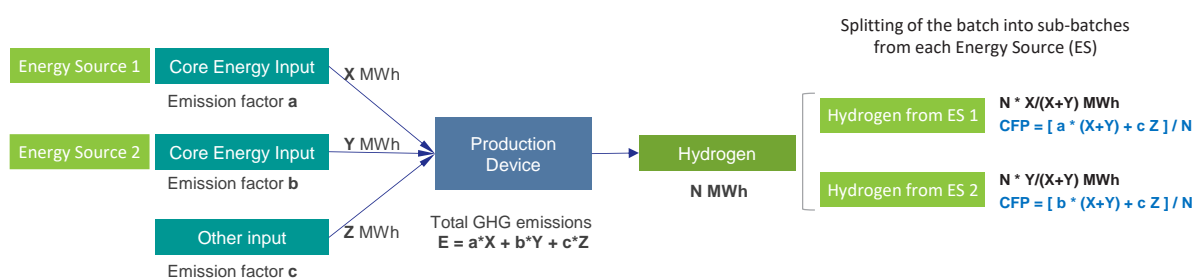 Splitting of the batch into sub-batches
from each Energy Source (ES)
Energy Source 1
Core Energy Input
X MWh
Emission factor a
Energy Source 2
Core Energy Input
Y MWh
Emission factor b
Other input
Z MWh
Emission factor c
Production
Device
Total GHG emissions
E = a*X + b*Y + c*Z
Hydrogen
N MWh
Hydrogen from ES 1
N * X/(X+Y) MWh
CFP = [ a * (X+Y) + c Z ] / N
Hydrogen from ES 2
N * Y/(X+Y) MWh
CFP = [ b * (X+Y) + c Z ] / N